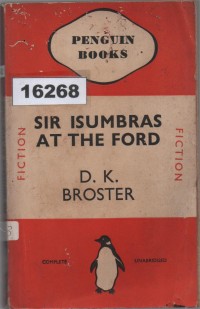 PENGUIN
BOOKS
16268
SIR ISUMBRAS
AT THE FORD
FICTION
FICTION
D. K.
BROSTER
COMPLETE
UNABRIDGED